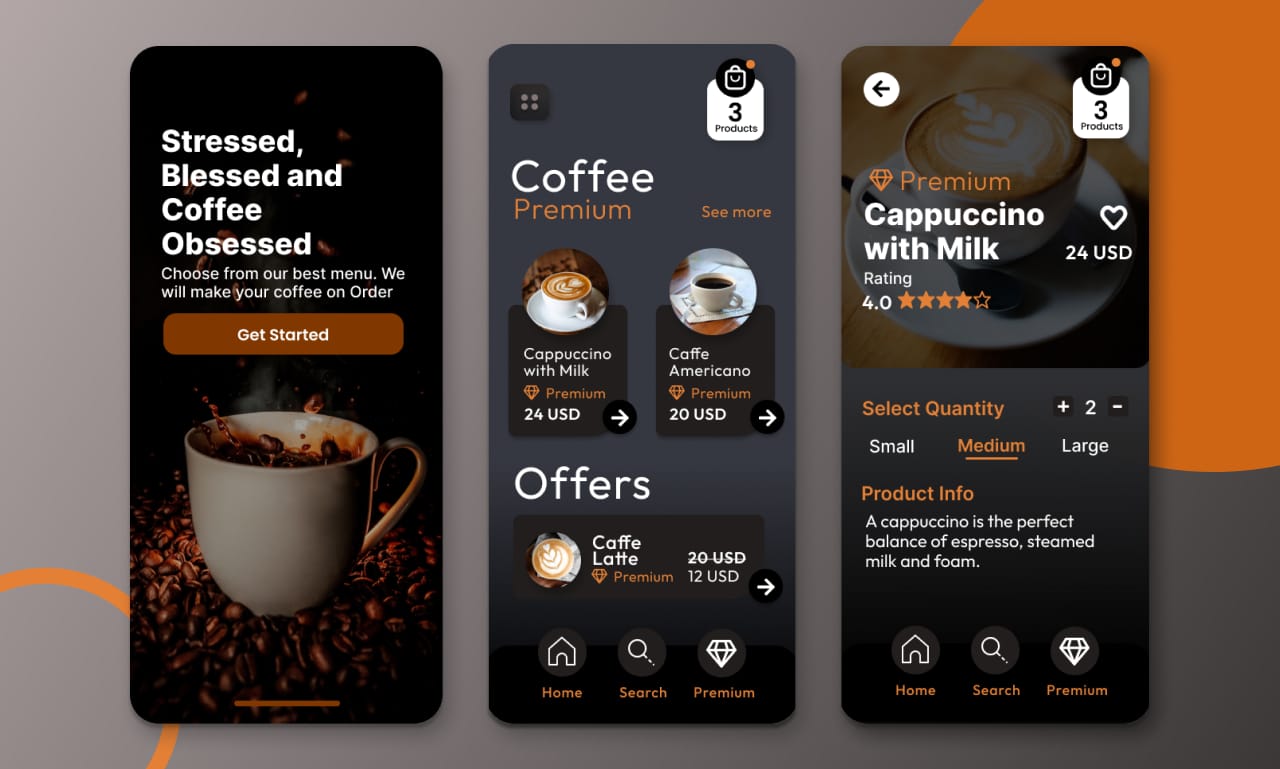 Stressed,
Blessed and
Coffee
Obsessed
Choose from our best menu. We
will make your coffee on Order
Get Started
3
Products
Coffee
Premium
See more
Cappuccino
with Milk
Premium
24 USD
Caffe
Americano
Premium
20 USD
Offers
Caffe
Latte
Premium
20 USD
12 USD
Home
Search
Premium
3
Products
Premium
Cappuccino
with Milk
24 USD
Rating
4.0
Select Quantity
+ 2 -
Small Medium Large
Product Info
A cappuccino is the perfect
balance of espresso, steamed
milk and foam.
Home
Search
Premium